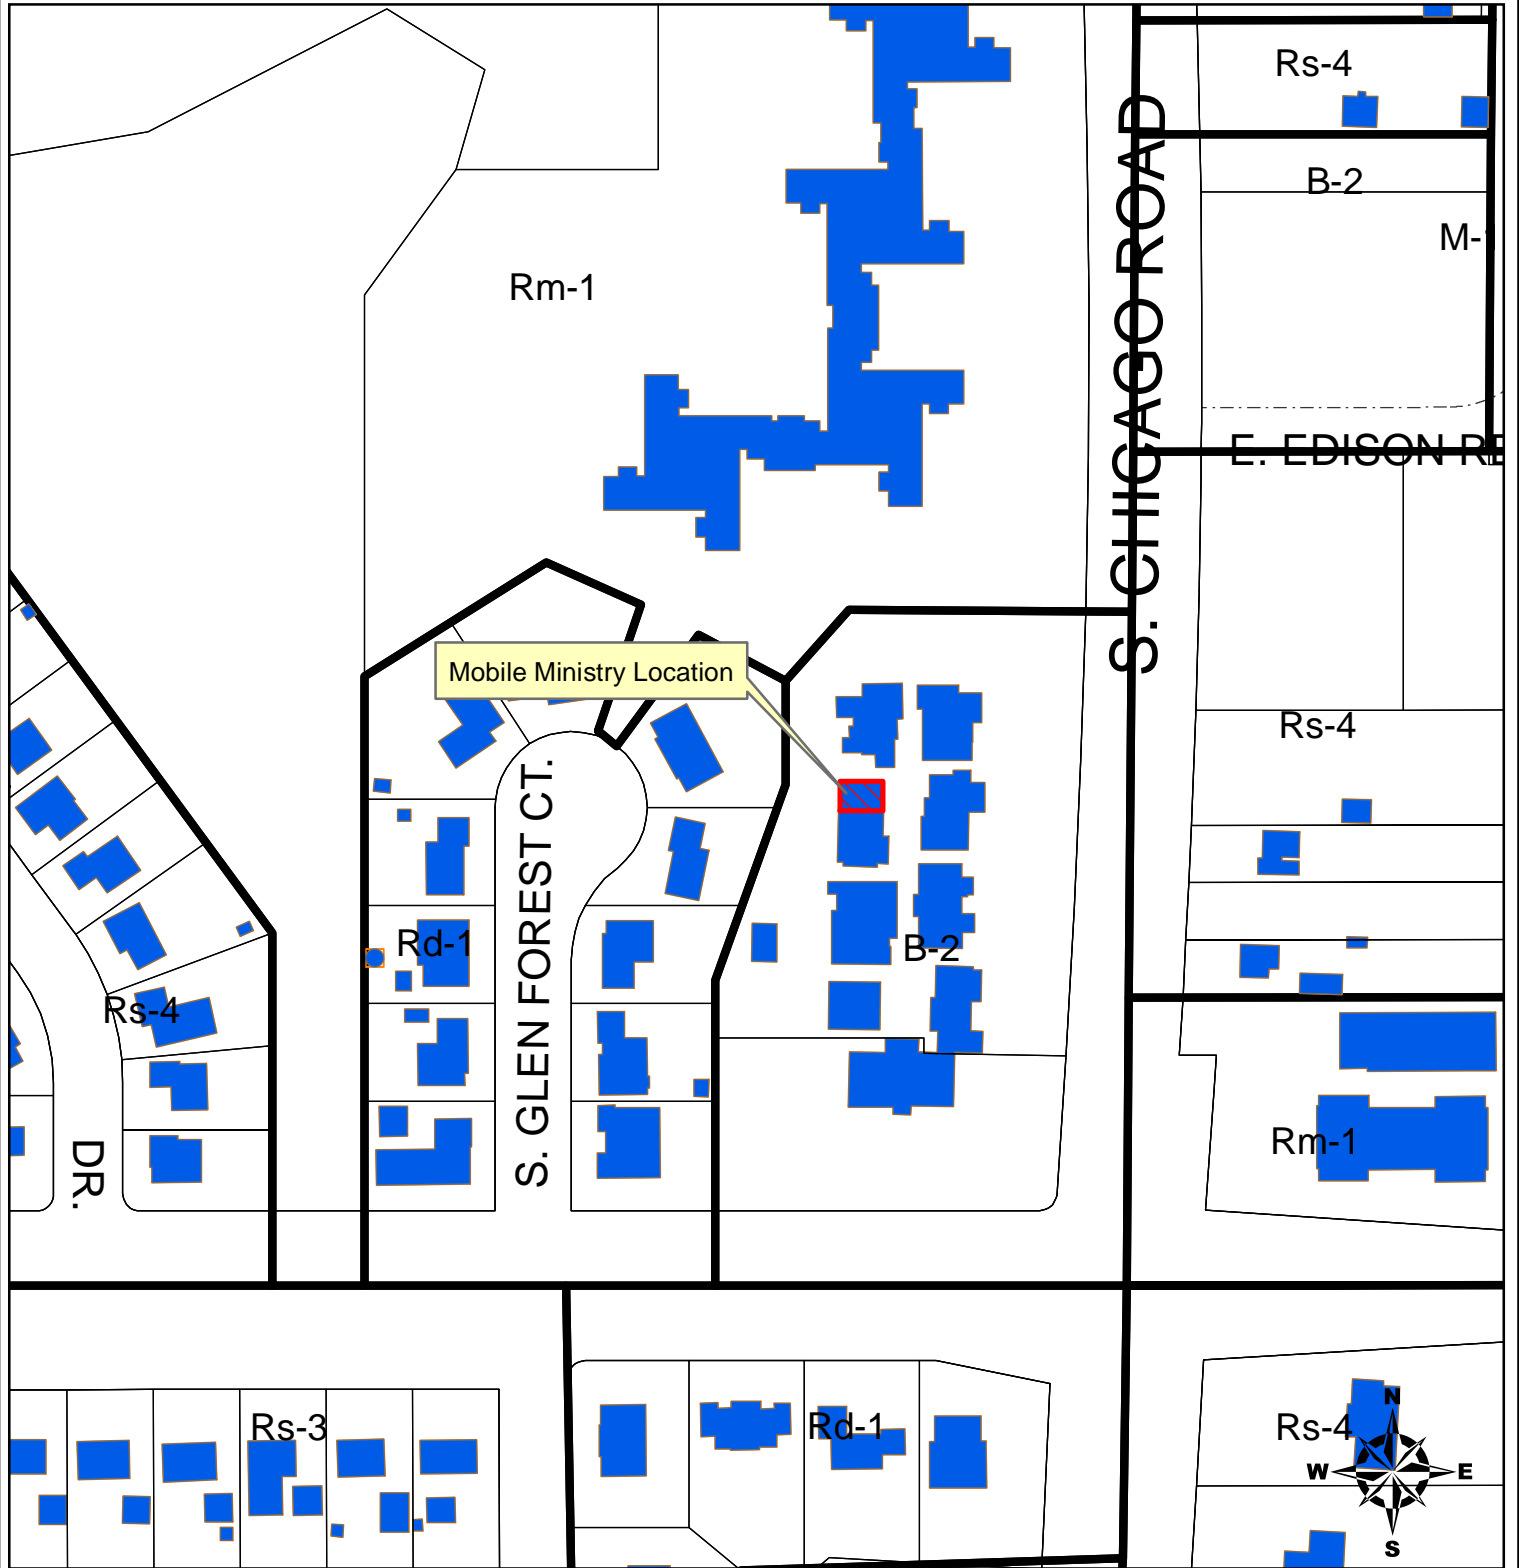 Rs-4
B-2
M-
Rm-1
S. CHICAGO ROAD
E. EDISON
Mobile Ministry Location
Rs-4
Rd-1
B-2
S. GLEN FOREST CT.
Rs-4
DR.
Rm-1
Rs-3
Rd-1
Rs-4
N
W
E
S